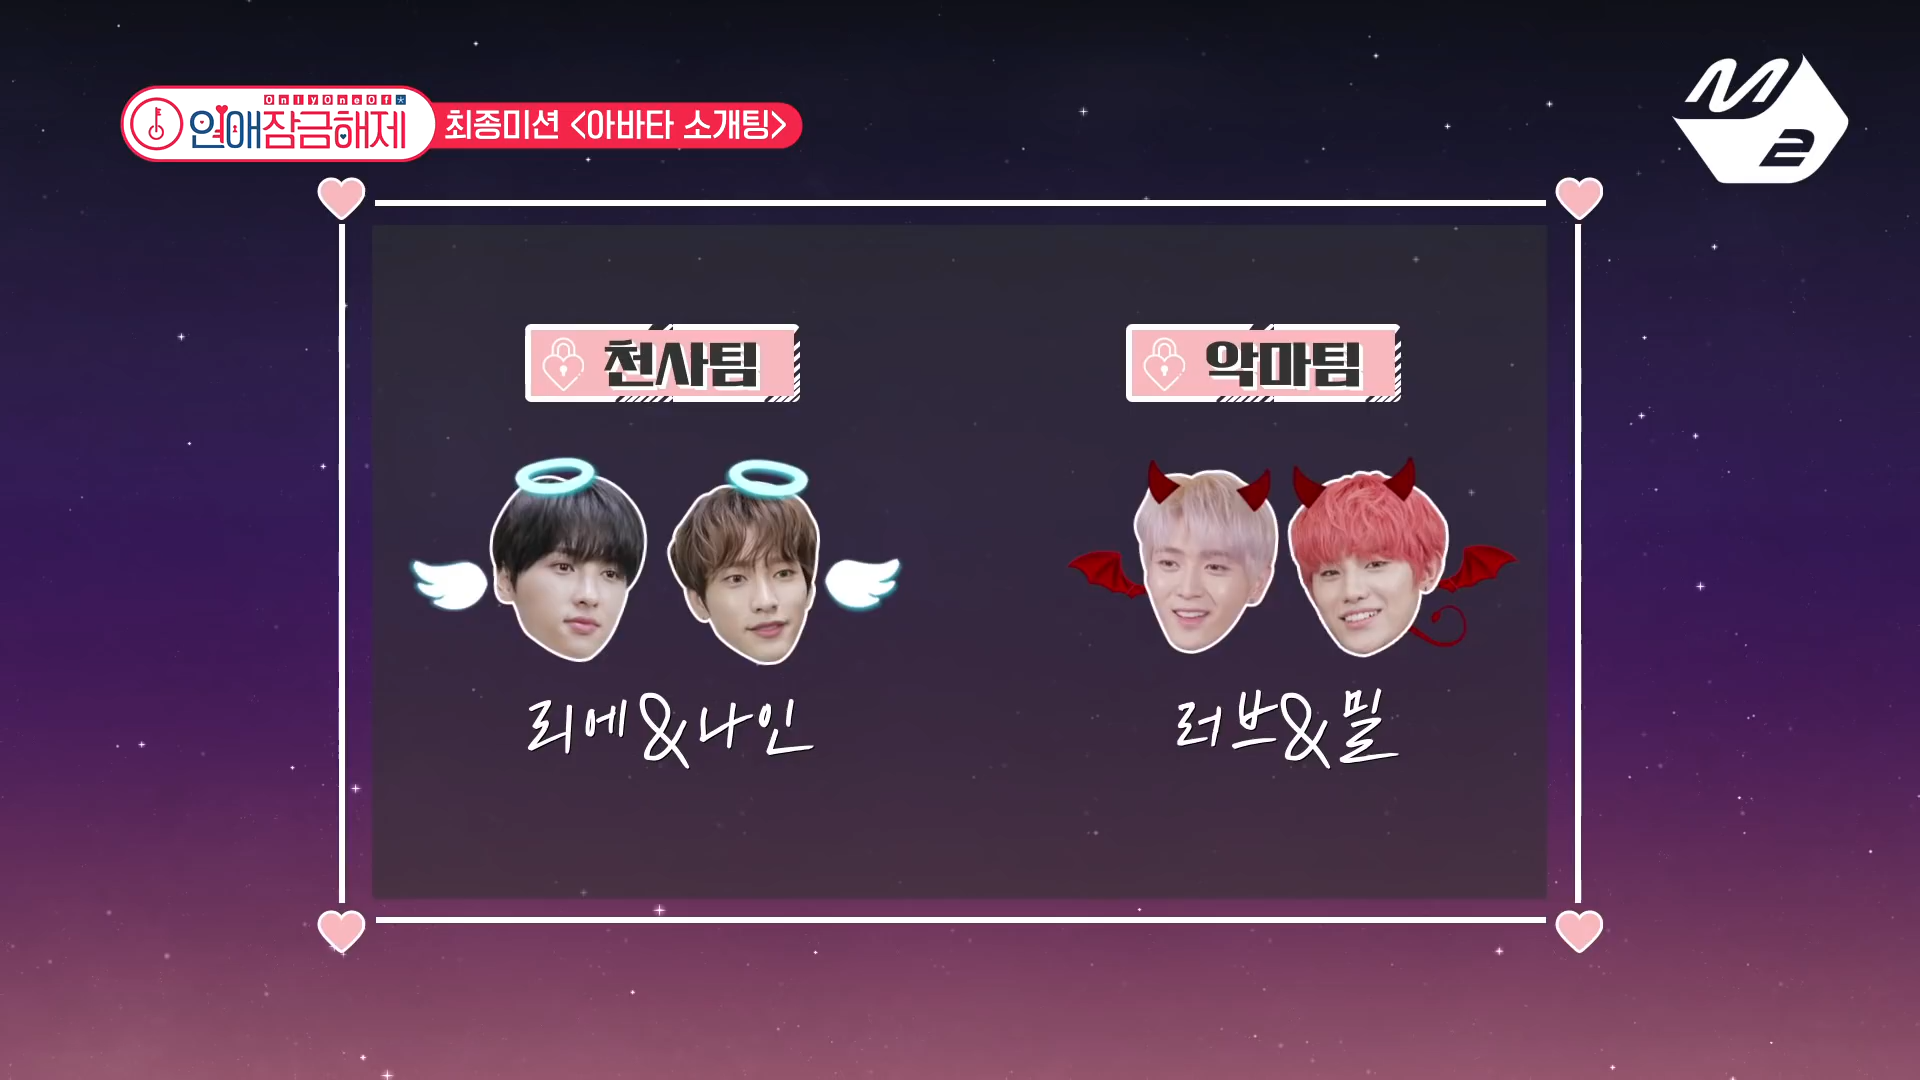 OnlyOneOf
연애잠금해제
최종미션 <아바타 소개팅>
M2
천사팀
악마팀
리에&나인
러브&밀